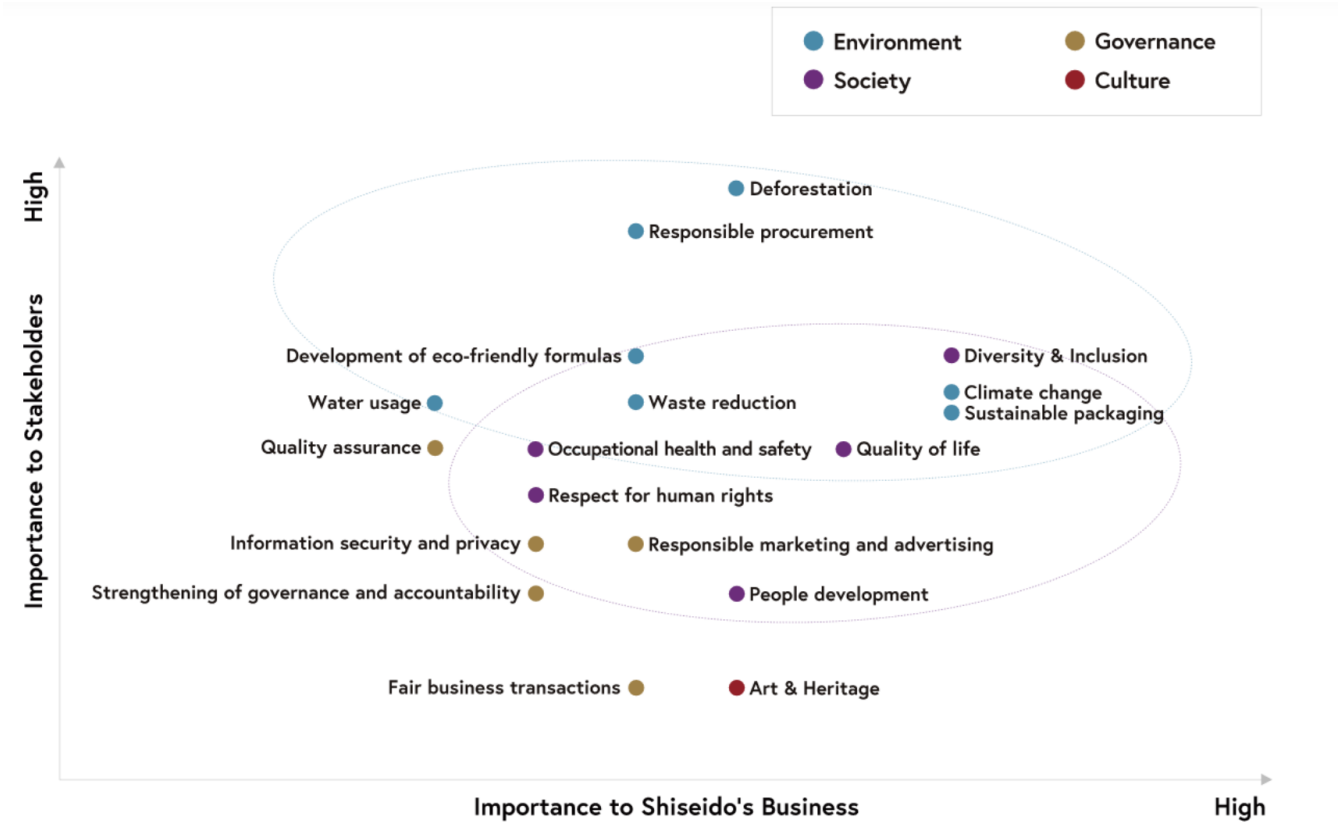 Environment
Governance
Society
Culture
High
Deforestation
Responsible procurement
Importance to Stakeholders
Development of eco-friendly formulas
Diversity & Inclusion
Climate change
Water usage
Waste reduction
Sustainable packaging
Quality assurance
Occupational health and safety
Quality of life
Respect for human rights
Information security and privacy
Responsible marketing and advertising
Strengthening of governance and accountability
People development
Fair business transactions
Art & Heritage
Importance to Shiseido's Business
High